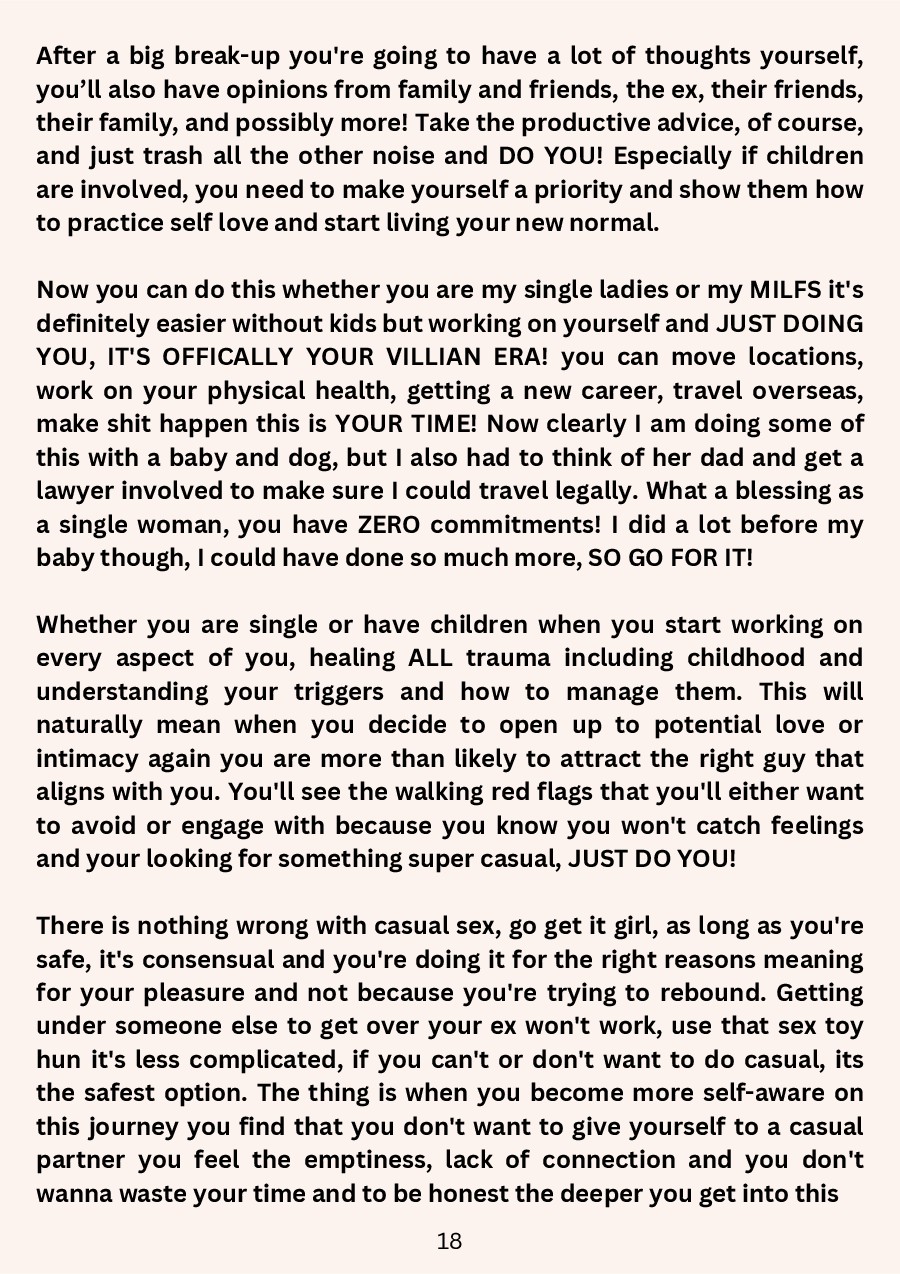 After a big break-up you're going to have a lot of thoughts yourself,
you’ll also have opinions from family and friends, the ex, their friends,
their family, and possibly more! Take the productive advice, of course,
and just trash all the other noise and DO YOU! Especially if children
are involved, you need to make yourself a priority and show them how
to practice self love and start living your new normal.

Now you can do this whether you are my single ladies or my MILFS it's
definitely easier without kids but working on yourself and JUST DOING
YOU, IT'S OFFICALLY YOUR VILLIAN ERA! you can move locations,
work on your physical health, getting a new career, travel overseas,
make shit happen this is YOUR TIME! Now clearly I am doing some of
this with a baby and dog, but I also had to think of her dad and get a
lawyer involved to make sure I could travel legally. What a blessing as
a single woman, you have ZERO commitments! I did a lot before my
baby though, I could have done so much more, SO GO FOR IT!

Whether you are single or have children when you start working on
every aspect of you, healing ALL trauma including childhood and
understanding your triggers and how to manage them. This will
naturally mean when you decide to open up to potential love or
intimacy again you are more than likely to attract the right guy that
aligns with you. You'll see the walking red flags that you'll either want
to avoid or engage with because you know you won't catch feelings
and your looking for something super casual, JUST DO YOU!

There is nothing wrong with casual sex, go get it girl, as long as you're
safe, it's consensual and you're doing it for the right reasons meaning
for your pleasure and not because you're trying to rebound. Getting
under someone else to get over your ex won't work, use that sex toy
hun it's less complicated, if you can't or don't want to do casual, its
the safest option. The thing is when you become more self-aware on
this journey you find that you don't want to give yourself to a casual
partner you feel the emptiness, lack of connection and you don't
wanna waste your time and to be honest the deeper you get into this
18